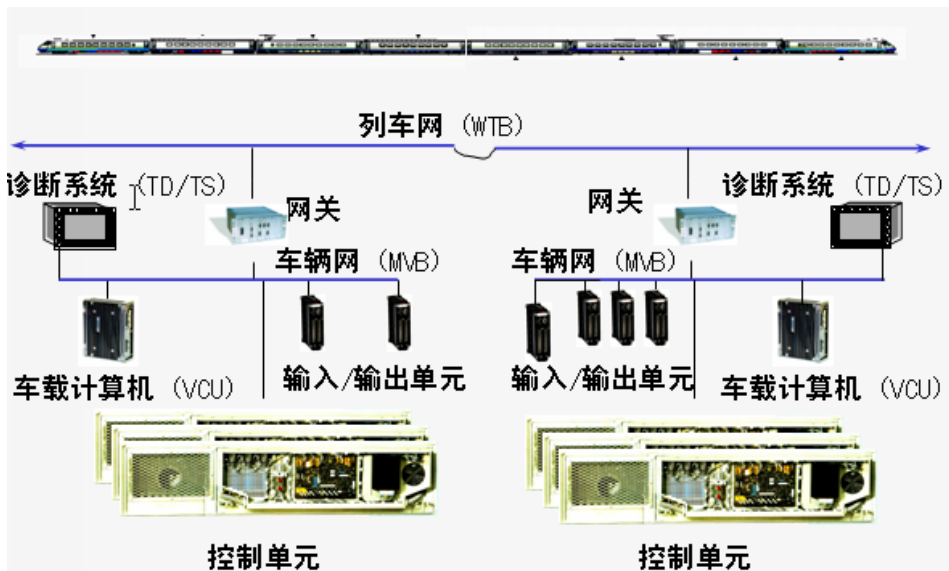 列车网（WTB）
诊断系统（TD/TS）
网关
网关
诊断系统（TD/TS）
车辆网（MVB）
车辆网（MVB）
车载计算机（VCU）
输入/输出单元
输入/输出单元
车载计算机（VCU）
控制单元
控制单元